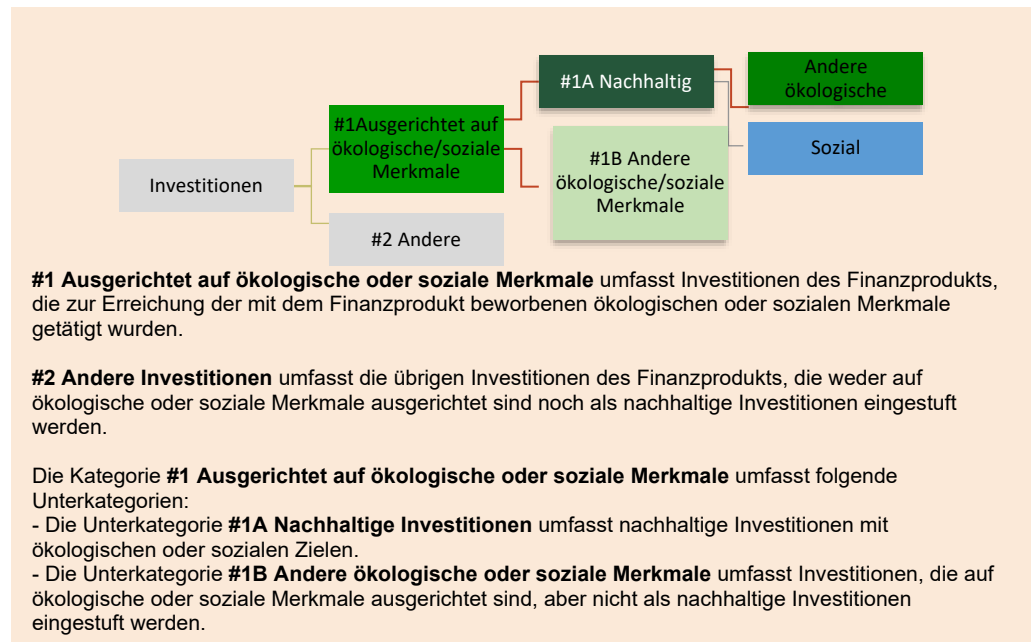 Andere
ökologische
#1A Nachhaltig
#1Ausgerichtet auf
ökologische/soziale
Merkmale
Sozial
#1B Andere
ökologische/soziale
Merkmale
Investitionen
#2 Andere
#1 Ausgerichtet auf ökologische oder soziale Merkmale umfasst Investitionen des Finanzprodukts,
die zur Erreichung der mit dem Finanzprodukt beworbenen ökologischen oder sozialen Merkmale
getätigt wurden.
#2 Andere Investitionen umfasst die übrigen Investitionen des Finanzprodukts, die weder auf
ökologische oder soziale Merkmale ausgerichtet sind noch als nachhaltige Investitionen eingestuft
werden.
Die Kategorie #1 Ausgerichtet auf ökologische oder soziale Merkmale umfasst folgende
Unterkategorien:
- Die Unterkategorie #1A Nachhaltige Investitionen umfasst nachhaltige Investitionen mit
ökologischen oder sozialen Zielen.
- Die Unterkategorie #1B Andere ökologische oder soziale Merkmale umfasst Investitionen, die auf
ökologische oder soziale Merkmale ausgerichtet sind, aber nicht als nachhaltige Investitionen
eingestuft werden.